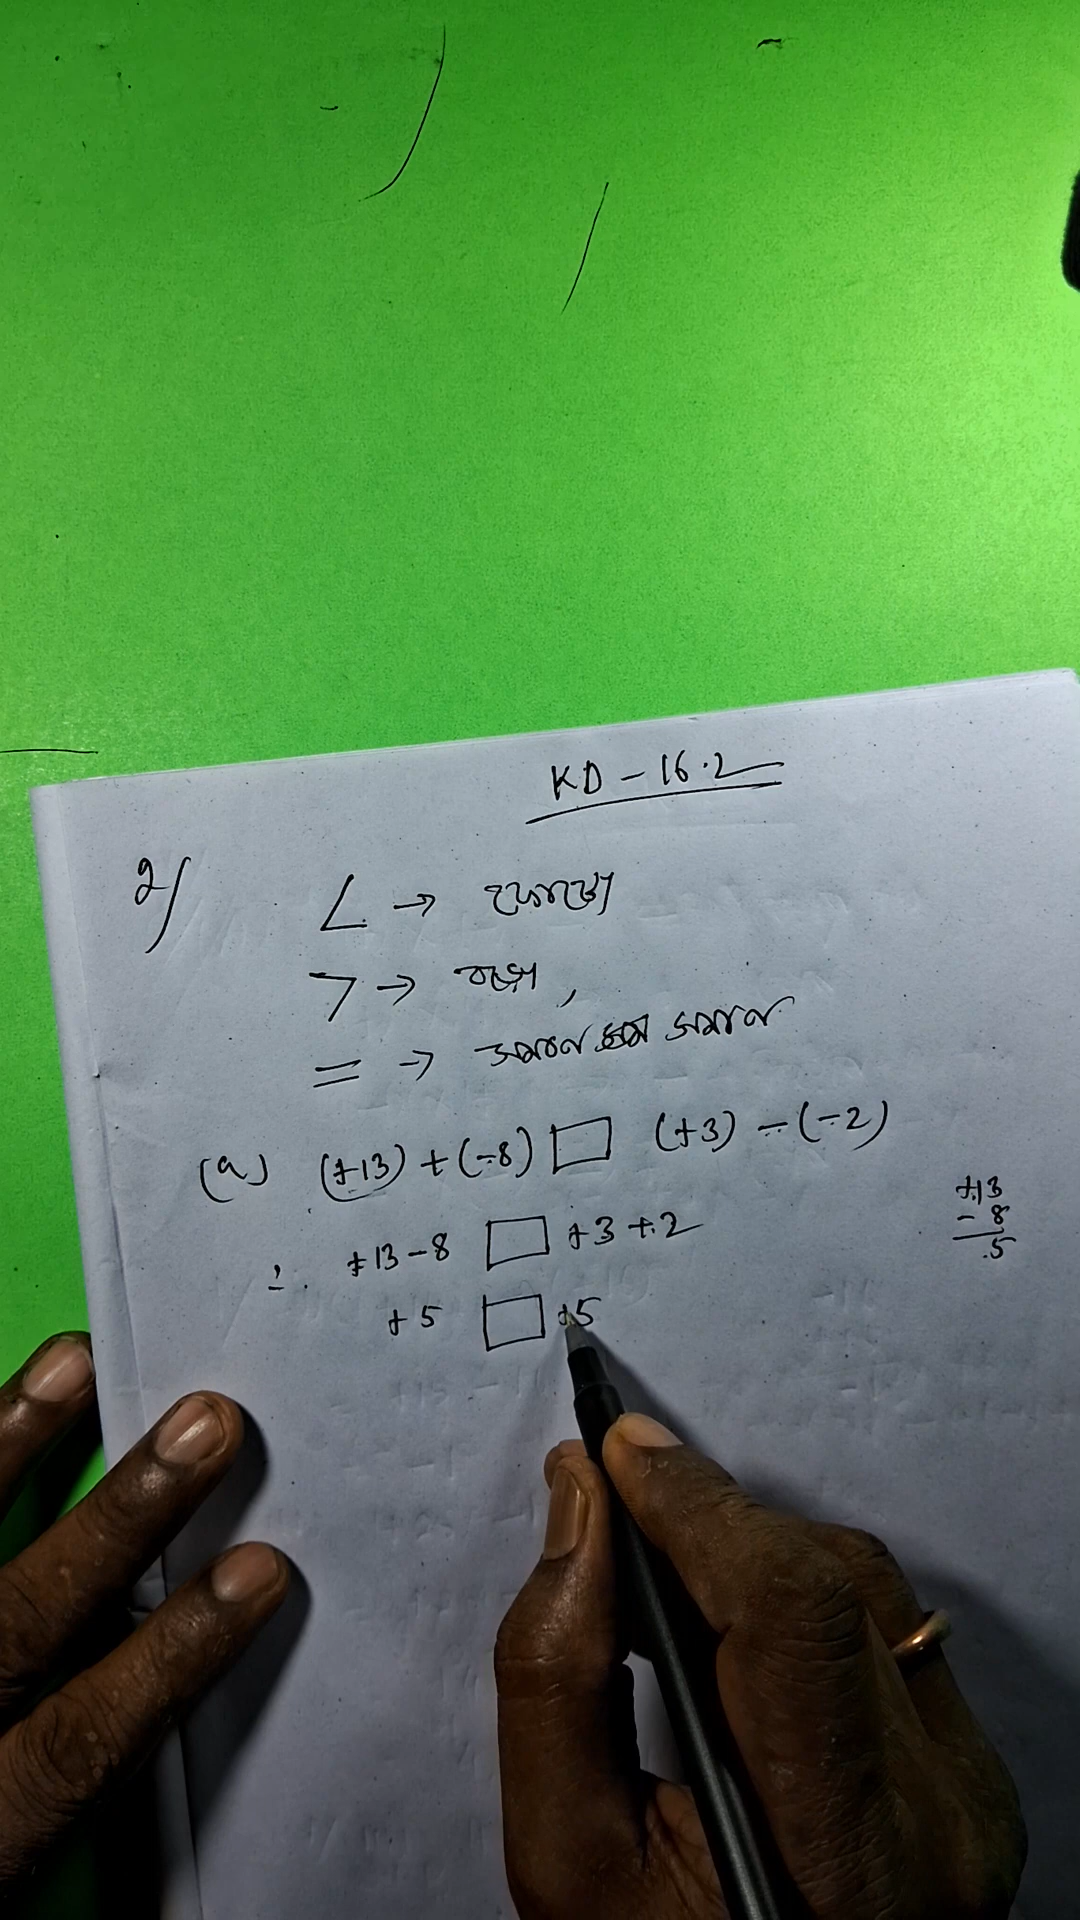 KD - 16.2
2/
< →
> → বড়ো,
= → সমান সমান
(a) (+13) + (-8) □ (+3) - (-2)
∴ +13 - 8 □ +3 + 2
+5 □ +5
+13
- 8
5